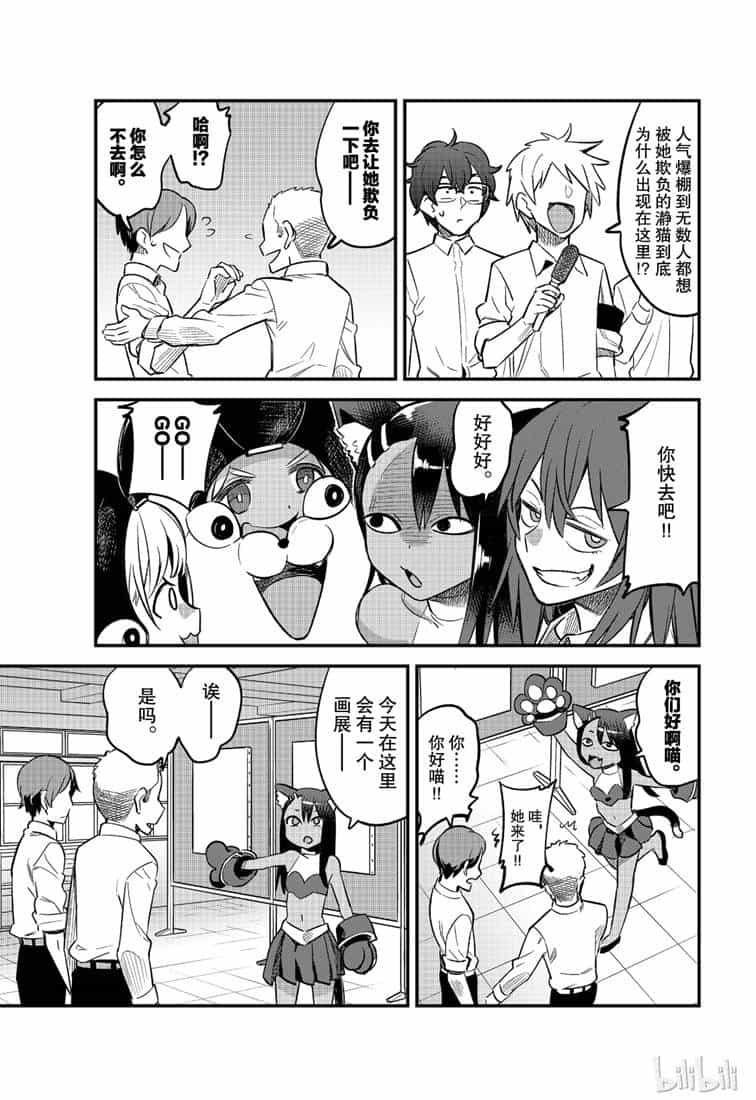 人气爆棚到无数人都想
被她欺负的瀞猫到底
为什么出现在这里!?
你去让她欺负
一下吧——
哈啊!?
你怎么
不去啊。
你快去吧!!
好好好。
GO——
GO——
你们好啊喵。
你……
你好喵!!
哇,
她来了!!
今天在这里
会有一个
画展——
诶——
是吗。
bilibili